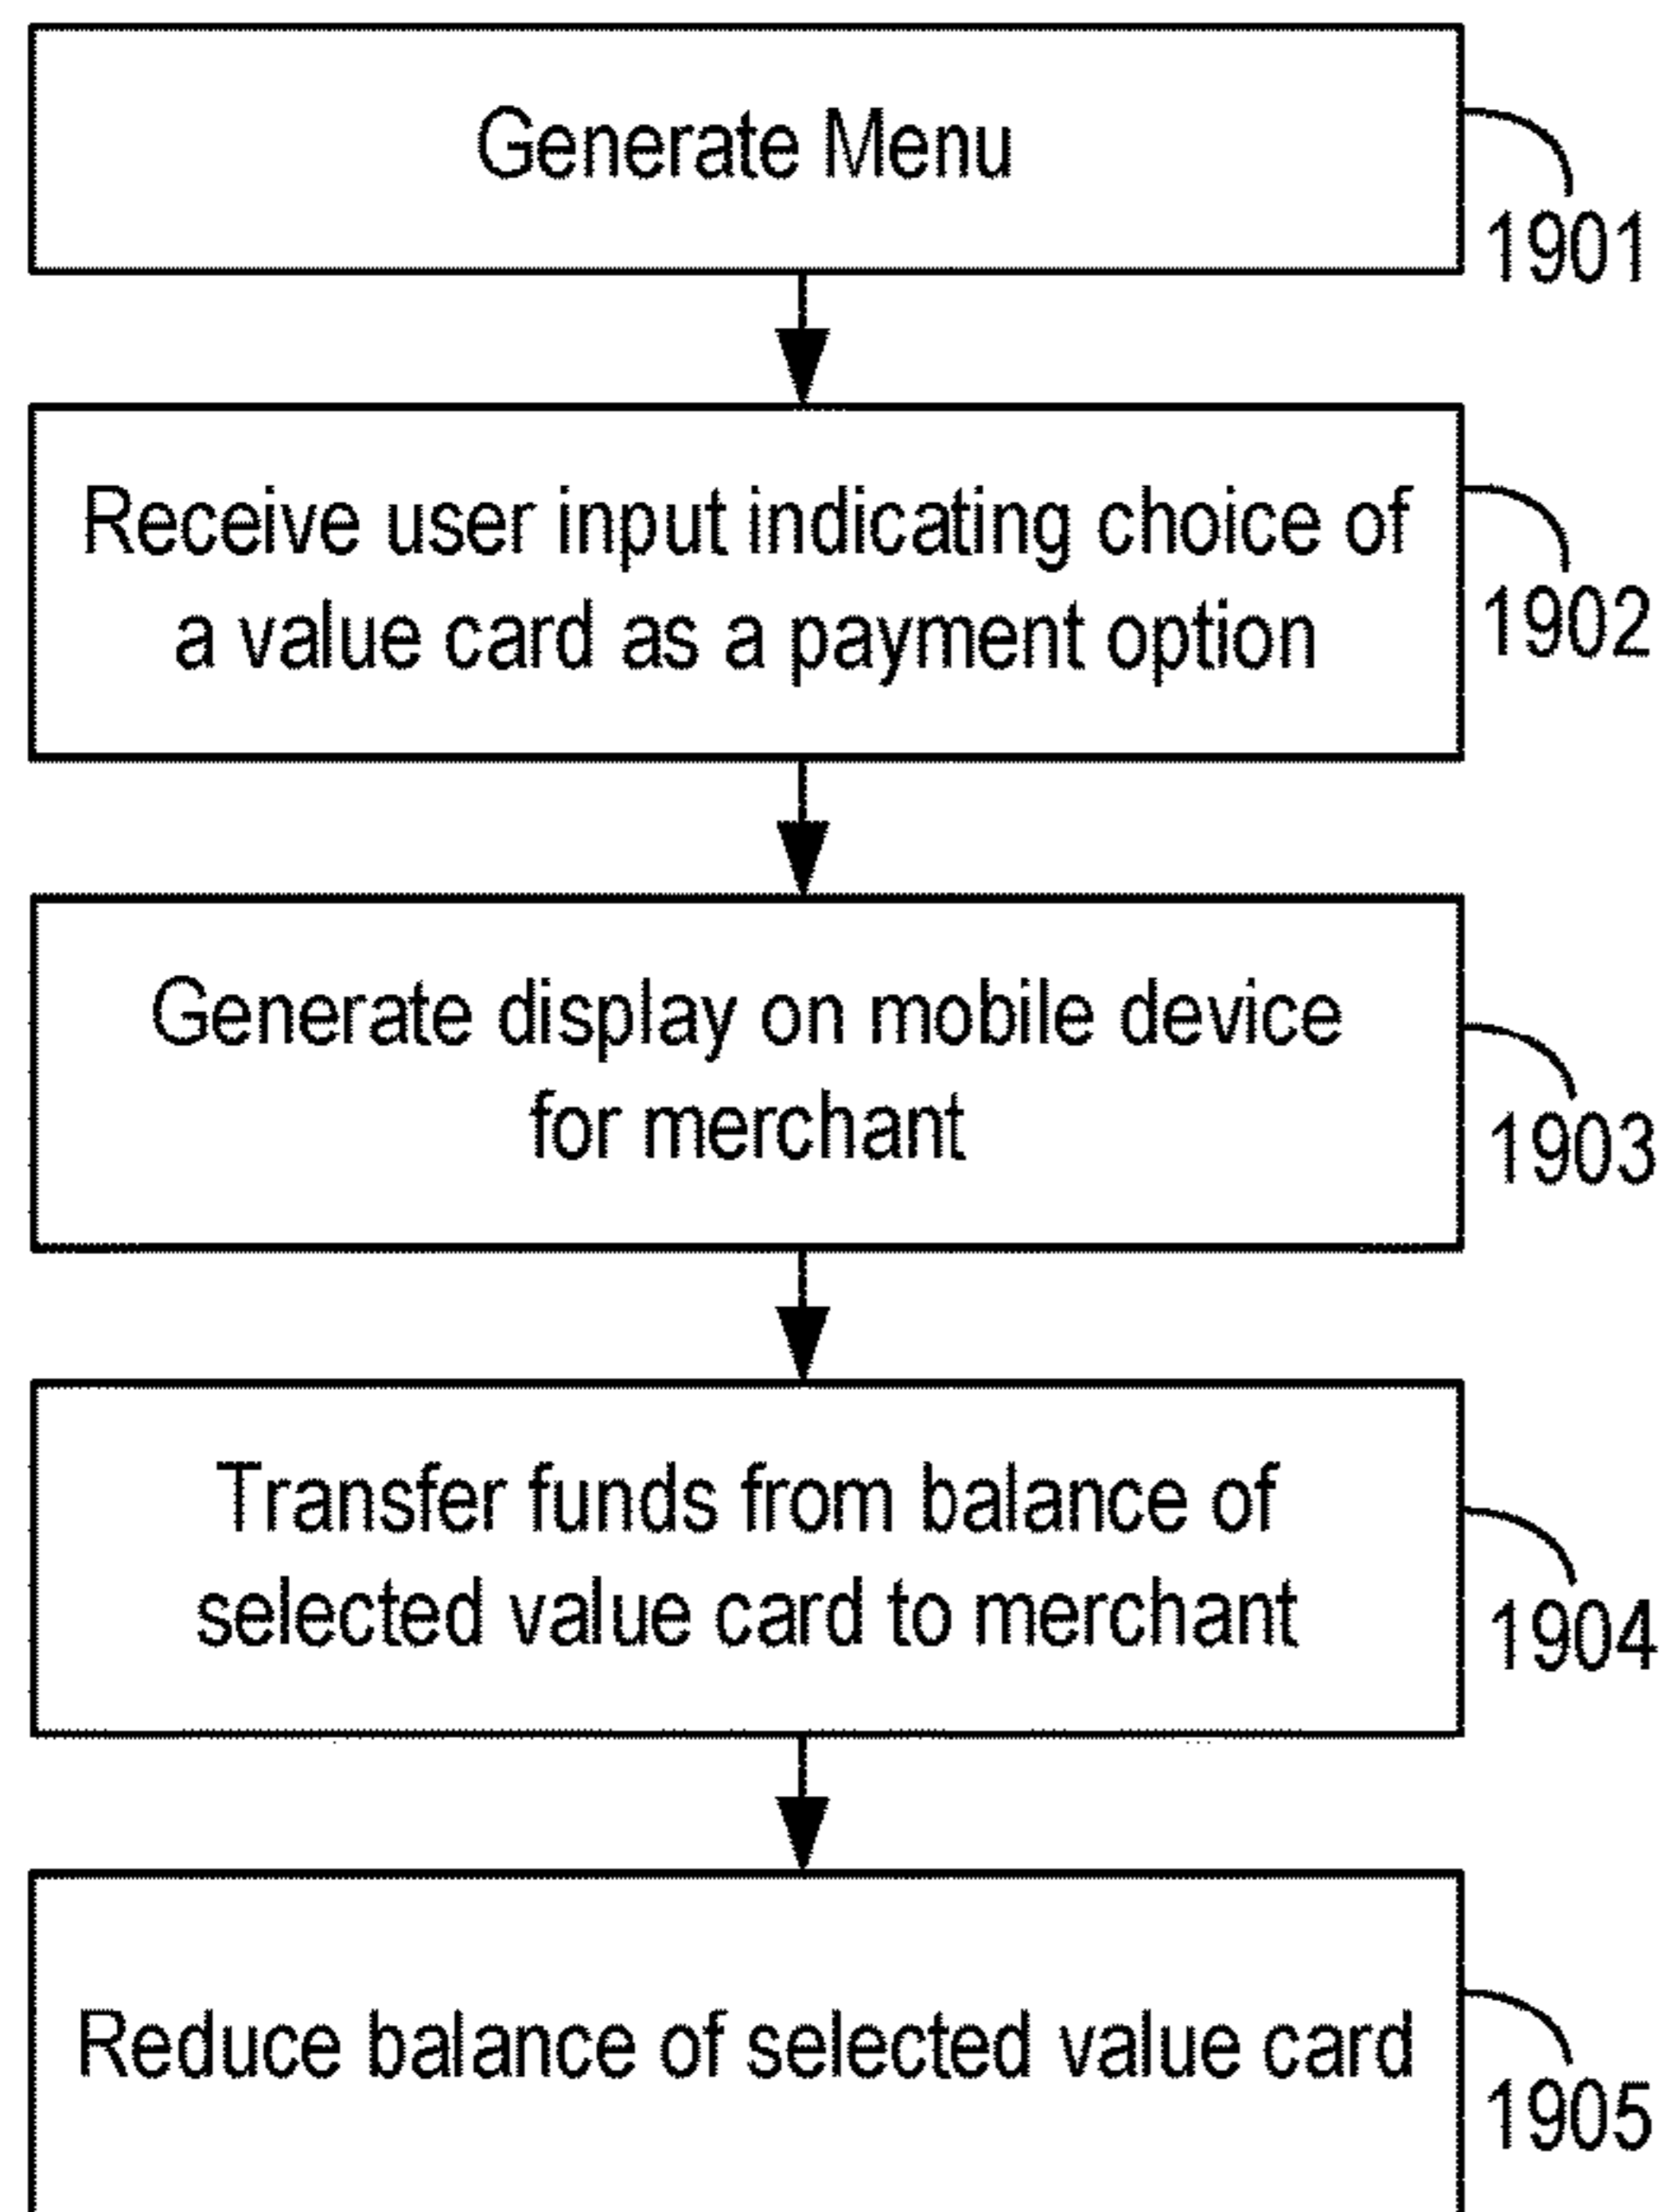 Generate Menu
1901
Receive user input indicating choice of
a value card as a payment option
1902
Generate display on mobile device
for merchant
1903
Transfer funds from balance of
selected value card to merchant
1904
Reduce balance of selected value card
1905